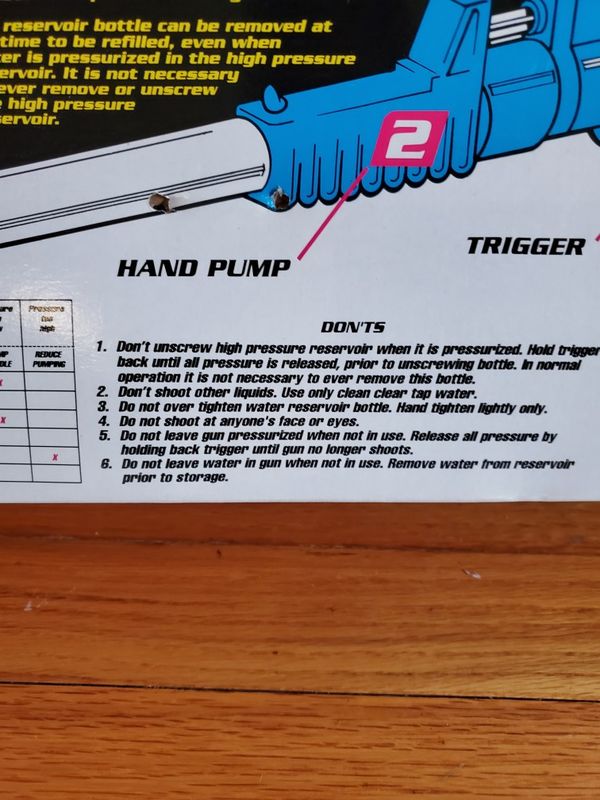 reservoir bottle can be removed at
time to be refilled, even when
er is pressurized in the high pressure
ervoir. It is not necessary
ever remove or unscrew
high pressure
servoir.
2
HAND PUMP
TRIGGER
Pressure
too
high
REDUCE
PUMPING
X
X
X
DON'TS
1. Don't unscrew high pressure reservoir when it is pressurized. Hold trigger
back until all pressure is released, prior to unscrewing bottle. In normal
operation it is not necessary to ever remove this bottle.
2. Don't shoot other liquids. Use only clean clear tap water.
3. Do not over tighten water reservoir bottle. Hand tighten lightly only.
4. Do not shoot at anyone's face or eyes.
5. Do not leave gun pressurized when not in use. Release all pressure by
holding back trigger until gun no longer shoots.
6. Do not leave water in gun when not in use. Remove water from reservoir
prior to storage.